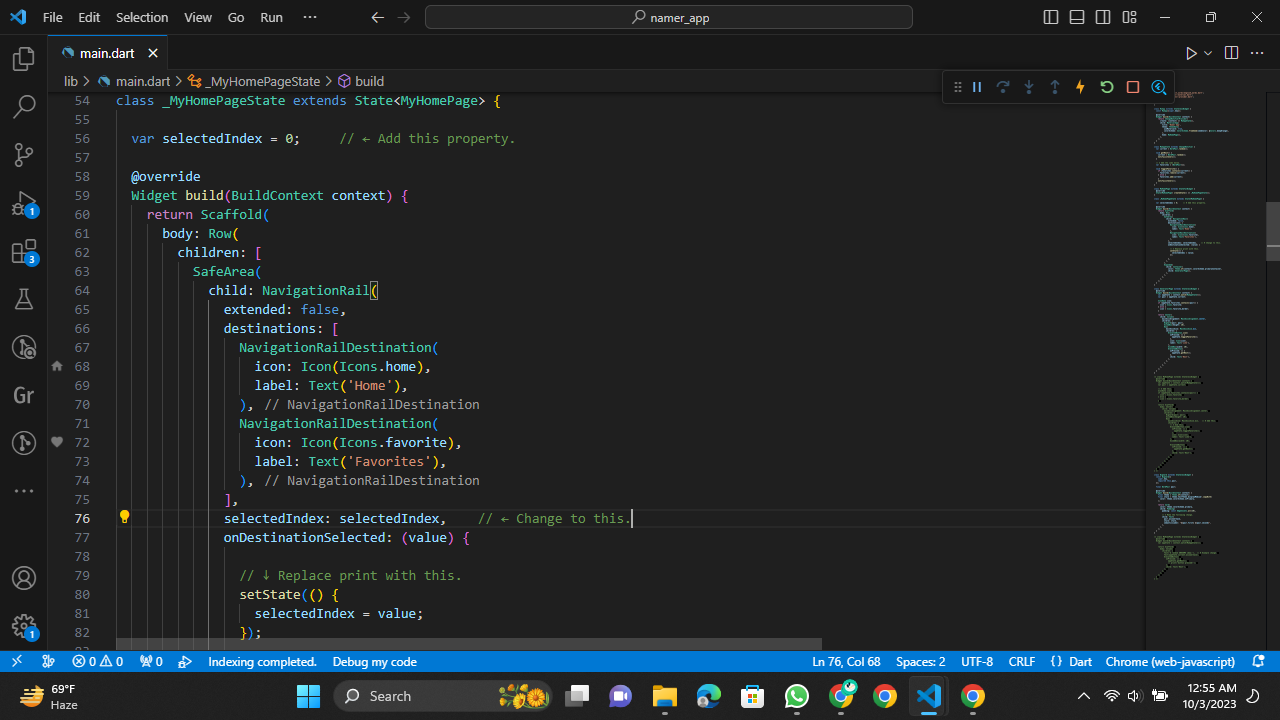 File Edit Selection View Go Run ···
namer_app
main.dart
lib > main.dart > _MyHomePageState > build
54 class _MyHomePageState extends State<MyHomePage> {
55
56 var selectedIndex = 0; // ← Add this property.
57
58 @override
59 Widget build(BuildContext context) {
60 return Scaffold(
61 body: Row(
62 children: [
63 SafeArea(
64 child: NavigationRail(
65 extended: false,
66 destinations: [
67 NavigationRailDestination(
68 icon: Icon(Icons.home),
69 label: Text('Home'),
70 ), // NavigationRailDestination
71 NavigationRailDestination(
72 icon: Icon(Icons.favorite),
73 label: Text('Favorites'),
74 ), // NavigationRailDestination
75 ],
76 selectedIndex: selectedIndex, // ← Change to this.
77 onDestinationSelected: (value) {
78
79 // ↓ Replace print with this.
80 setState(() {
81 selectedIndex = value;
82 });
1
3
Gr
1
0 0 0 Indexing completed. Debug my code Ln 76, Col 68 Spaces: 2 UTF-8 CRLF {} Dart Chrome (web-javascript)
69°F
Haze
Search
12:55 AM
10/3/2023